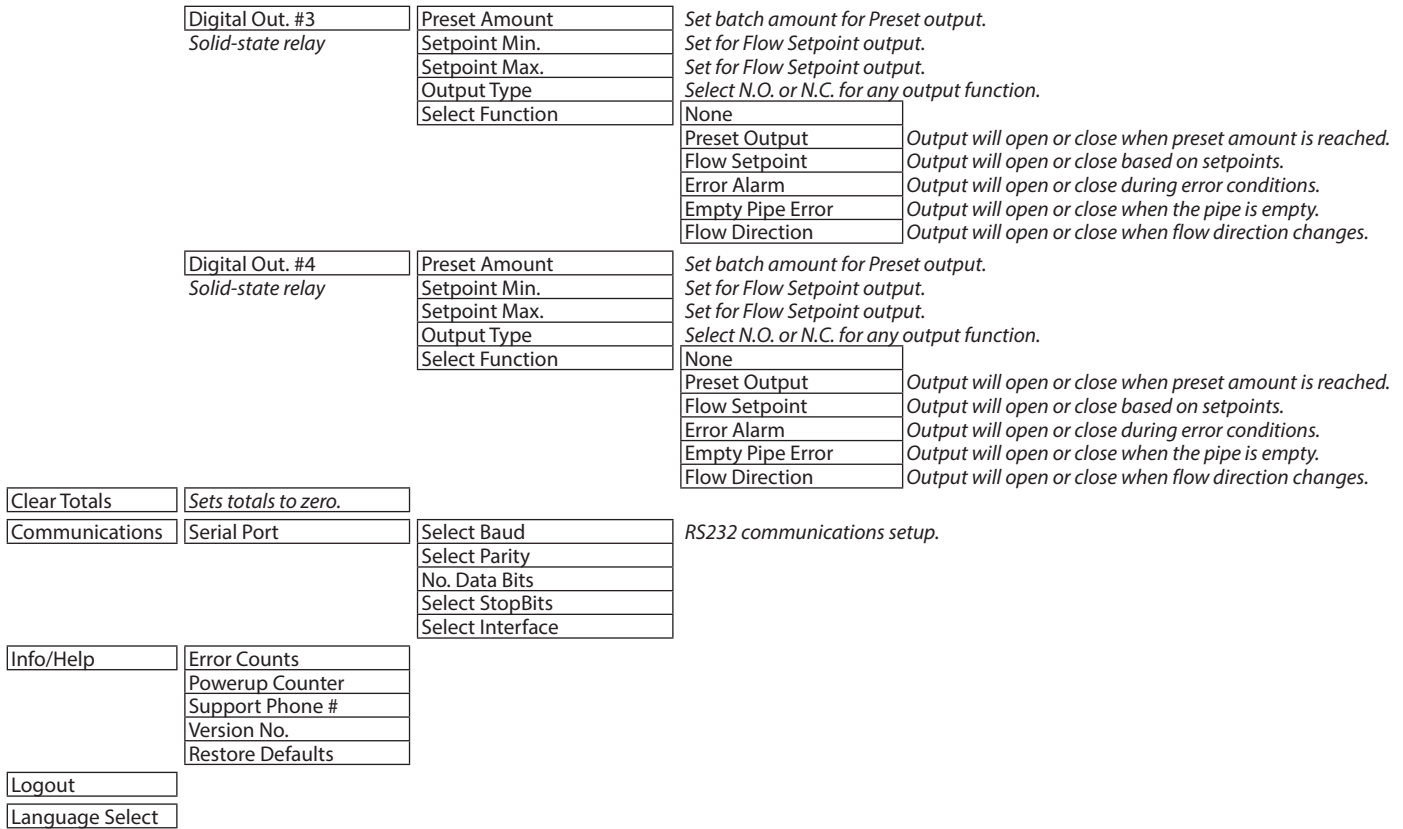 Digital Out. #3 Preset Amount Set batch amount for Preset output.
Solid-state relay Setpoint Min. Set for Flow Setpoint output.
Setpoint Max. Set for Flow Setpoint output.
Output Type Select N.O. or N.C. for any output function.
Select Function None
Preset Output Output will open or close when preset amount is reached.
Flow Setpoint Output will open or close based on setpoints.
Error Alarm Output will open or close during error conditions.
Empty Pipe Error Output will open or close when the pipe is empty.
Flow Direction Output will open or close when flow direction changes.
Digital Out. #4 Preset Amount Set batch amount for Preset output.
Solid-state relay Setpoint Min. Set for Flow Setpoint output.
Setpoint Max. Set for Flow Setpoint output.
Output Type Select N.O. or N.C. for any output function.
Select Function None
Preset Output Output will open or close when preset amount is reached.
Flow Setpoint Output will open or close based on setpoints.
Error Alarm Output will open or close during error conditions.
Empty Pipe Error Output will open or close when the pipe is empty.
Flow Direction Output will open or close when flow direction changes.
Clear Totals Sets totals to zero.
Communications Serial Port Select Baud RS232 communications setup.
Select Parity
No. Data Bits
Select StopBits
Select Interface
Info/Help Error Counts
Powerup Counter
Support Phone #
Version No.
Restore Defaults
Logout
Language Select